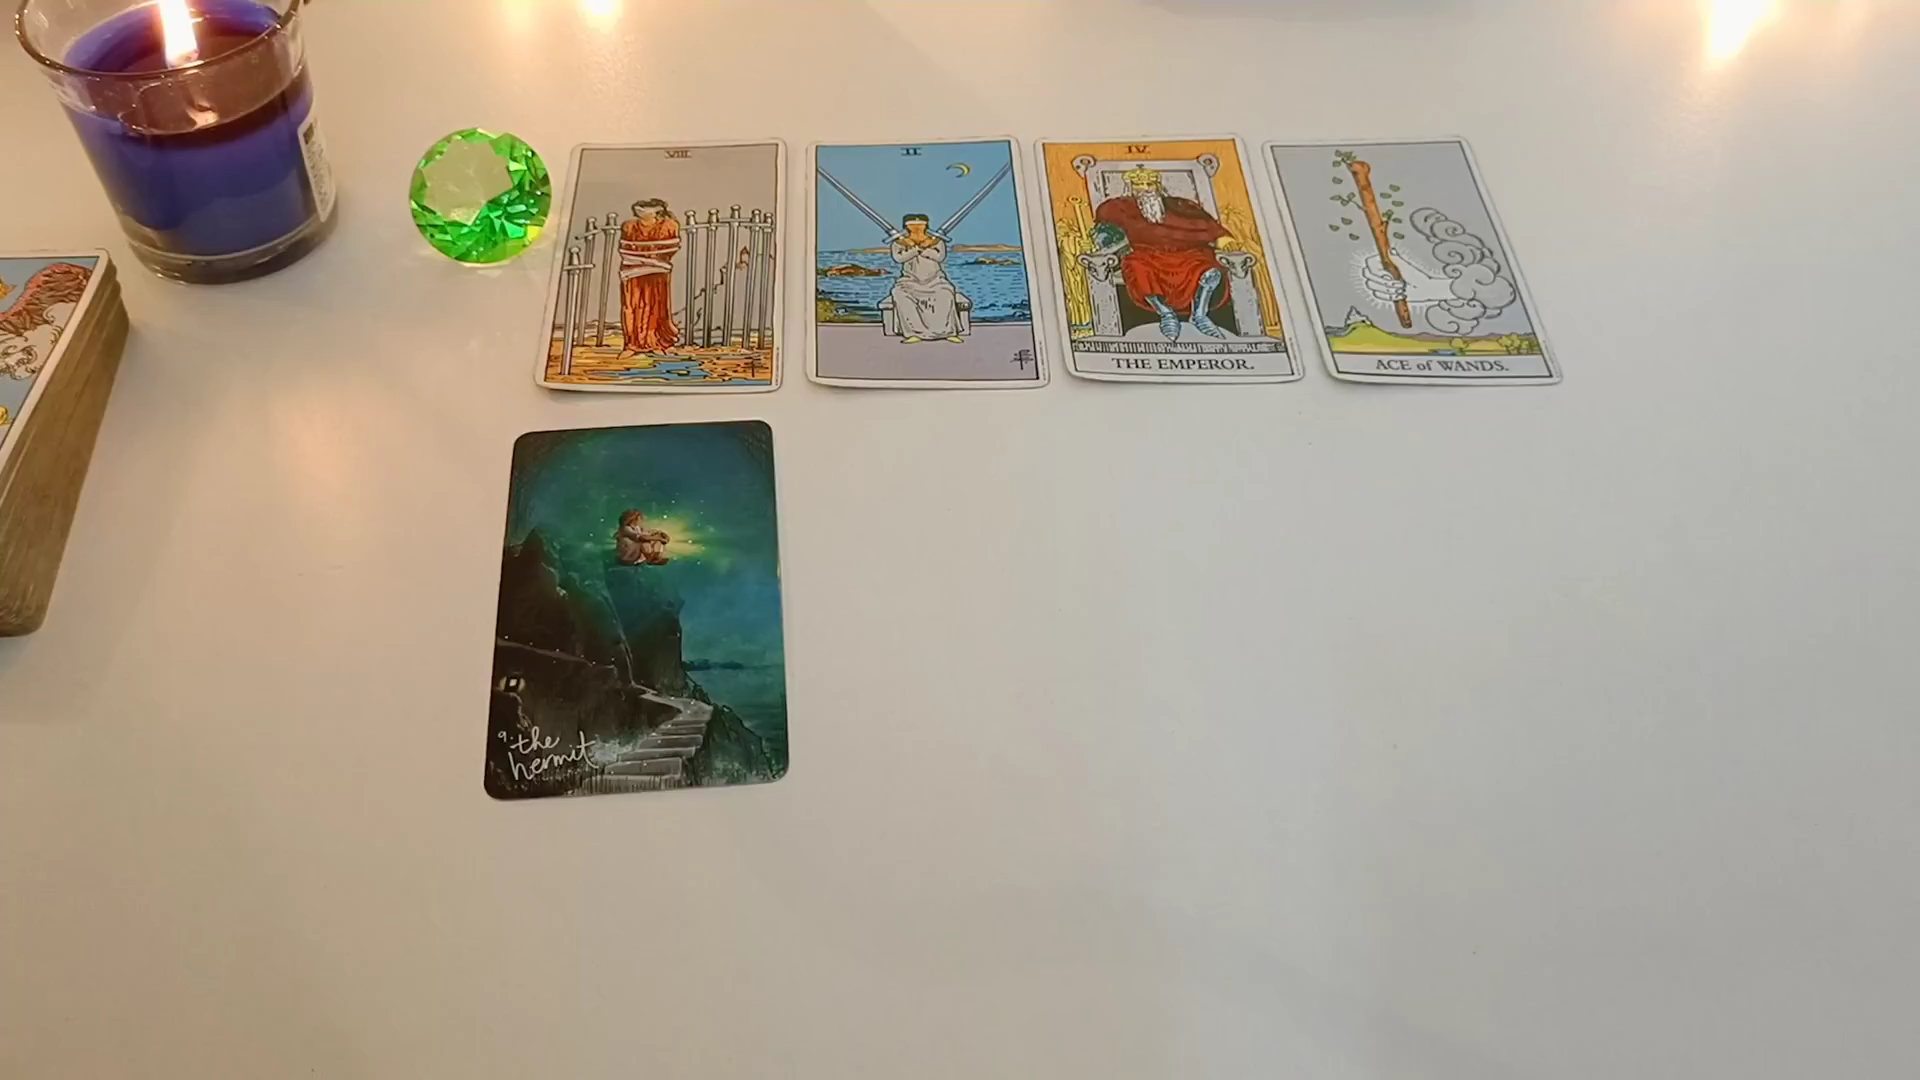 VIII
II
IV.
THE EMPEROR.
ACE of WANDS.
9. the
hermit